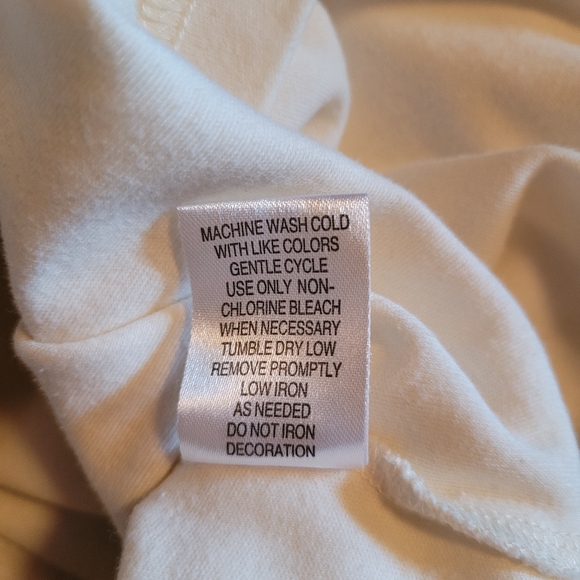 MACHINE WASH COLD
WITH LIKE COLORS
GENTLE CYCLE
USE ONLY NON-
CHLORINE BLEACH
WHEN NECESSARY
TUMBLE DRY LOW
REMOVE PROMPTLY
LOW IRON
AS NEEDED
DO NOT IRON
DECORATION